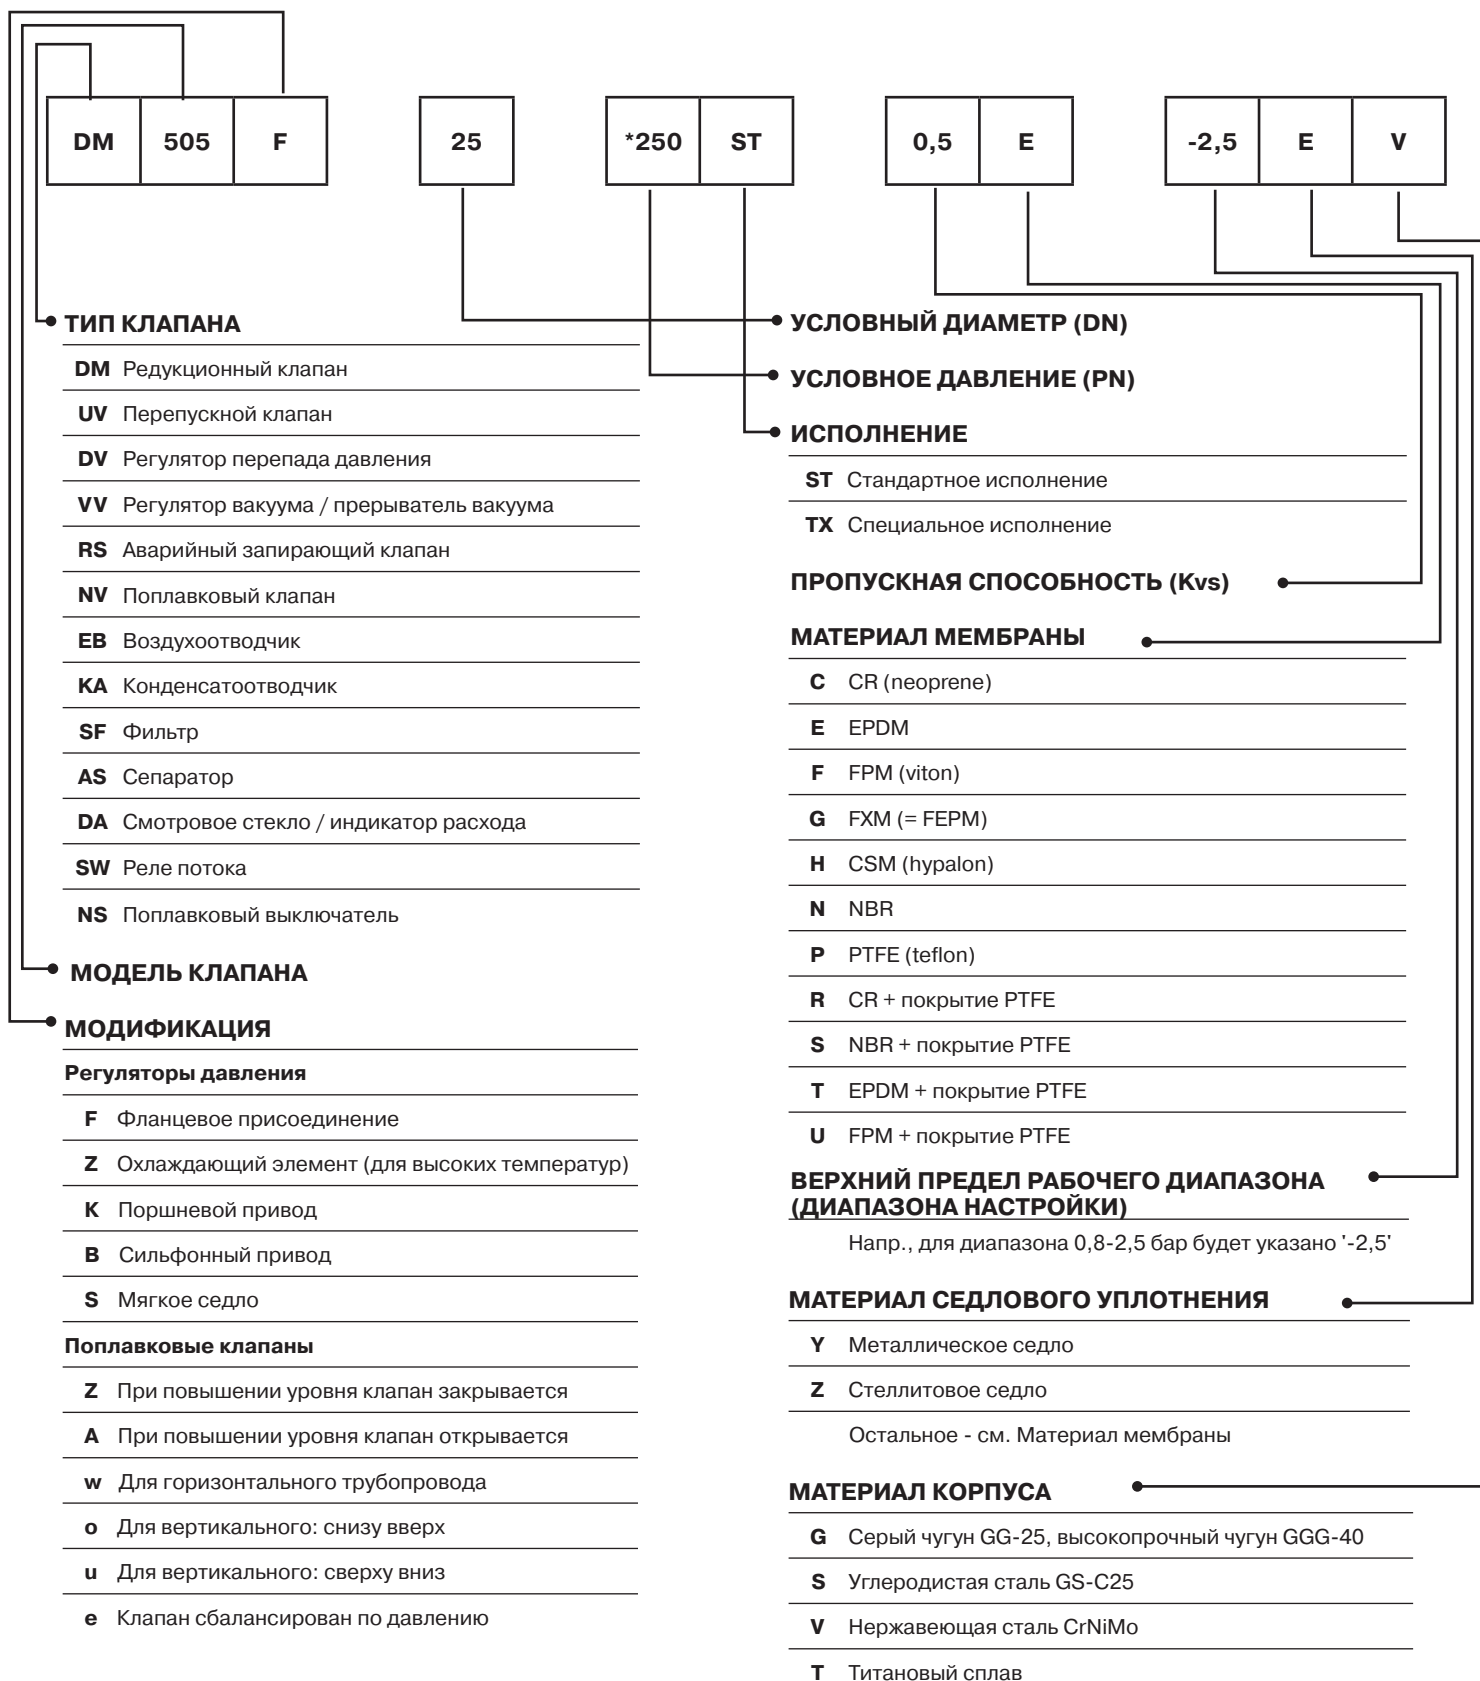 DM 505 F 25 *250 ST 0,5 E -2,5 E V
ТИП КЛАПАНА
DM Редукционный клапан
UV Перепускной клапан
DV Регулятор перепада давления
VV Регулятор вакуума / прерыватель вакуума
RS Аварийный запирающий клапан
NV Поплавковый клапан
EB Воздухоотводчик
KA Конденсатоотводчик
SF Фильтр
AS Сепаратор
DA Смотровое стекло / индикатор расхода
SW Реле потока
NS Поплавковый выключатель
МОДЕЛЬ КЛАПАНА
МОДИФИКАЦИЯ
Регуляторы давления
F Фланцевое присоединение
Z Охлаждающий элемент (для высоких температур)
K Поршневой привод
B Сильфонный привод
S Мягкое седло
Поплавковые клапаны
Z При повышении уровня клапан закрывается
A При повышении уровня клапан открывается
w Для горизонтального трубопровода
o Для вертикального: снизу вверх
u Для вертикального: сверху вниз
e Клапан сбалансирован по давлению
УСЛОВНЫЙ ДИАМЕТР (DN)
УСЛОВНОЕ ДАВЛЕНИЕ (PN)
ИСПОЛНЕНИЕ
ST Стандартное исполнение
TX Специальное исполнение
ПРОПУСКНАЯ СПОСОБНОСТЬ (Kvs)
МАТЕРИАЛ МЕМБРАНЫ
C CR (neoprene)
E EPDM
F FPM (viton)
G FXM (= FEPM)
H CSM (hypalon)
N NBR
P PTFE (teflon)
R CR + покрытие PTFE
S NBR + покрытие PTFE
T EPDM + покрытие PTFE
U FPM + покрытие PTFE
ВЕРХНИЙ ПРЕДЕЛ РАБОЧЕГО ДИАПАЗОНА
(ДИАПАЗОНА НАСТРОЙКИ)
Напр., для диапазона 0,8-2,5 бар будет указано '-2,5'
МАТЕРИАЛ СЕДЛОВОГО УПЛОТНЕНИЯ
Y Металлическое седло
Z Стеллитовое седло
Остальное - см. Материал мембраны
МАТЕРИАЛ КОРПУСА
G Серый чугун GG-25, высокопрочный чугун GGG-40
S Углеродистая сталь GS-C25
V Нержавеющая сталь CrNiMo
T Титановый сплав